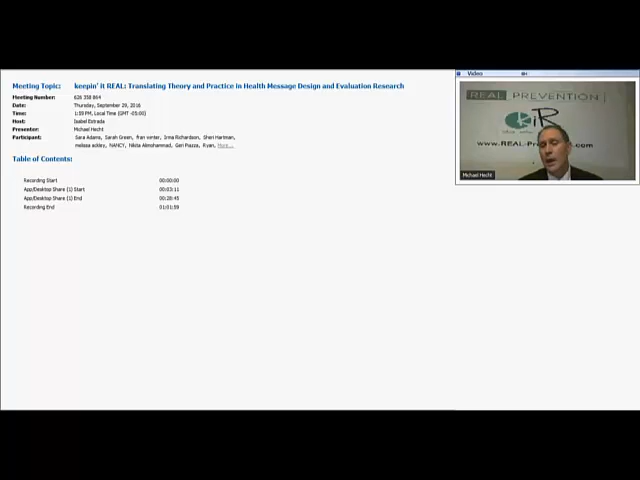 Meeting Topic: keepin' it REAL: Translating Theory and Practice in Health Message Design and Evaluation Research
Meeting Number: 626 350 864
Date: Thursday, September 29, 2016
Time: 1:59 PM, Local Time (GMT -05:00)
Host: Isabel Estrada
Presenter: Michael Hecht
Participant: Sara Adams, Sarah Green, fran winter, Irma Richardson, Sheri Hartman,
melissa ackley, NANCY, Nikita Alimohammad, Geri Piazza, Ryan, More...
Table of Contents:
Recording Start 00:00:00
App/Desktop Share (1) Start 00:03:11
App/Desktop Share (1) End 00:28:45
Recording End 01:01:59
Video
REAL PREVENTION
kiR
www.REAL-Pr com
Michael Hecht